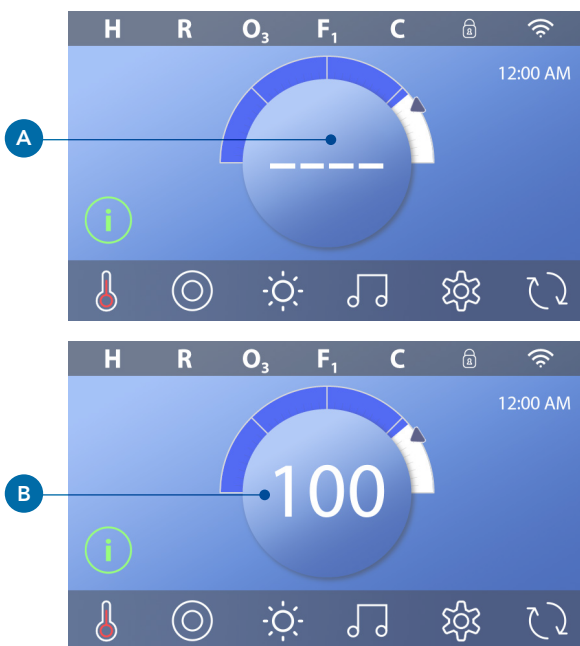 H R O₃ F₁ C a
12:00 AM
A
– – – –
i
H R O₃ F₁ C a
12:00 AM
B
100
i